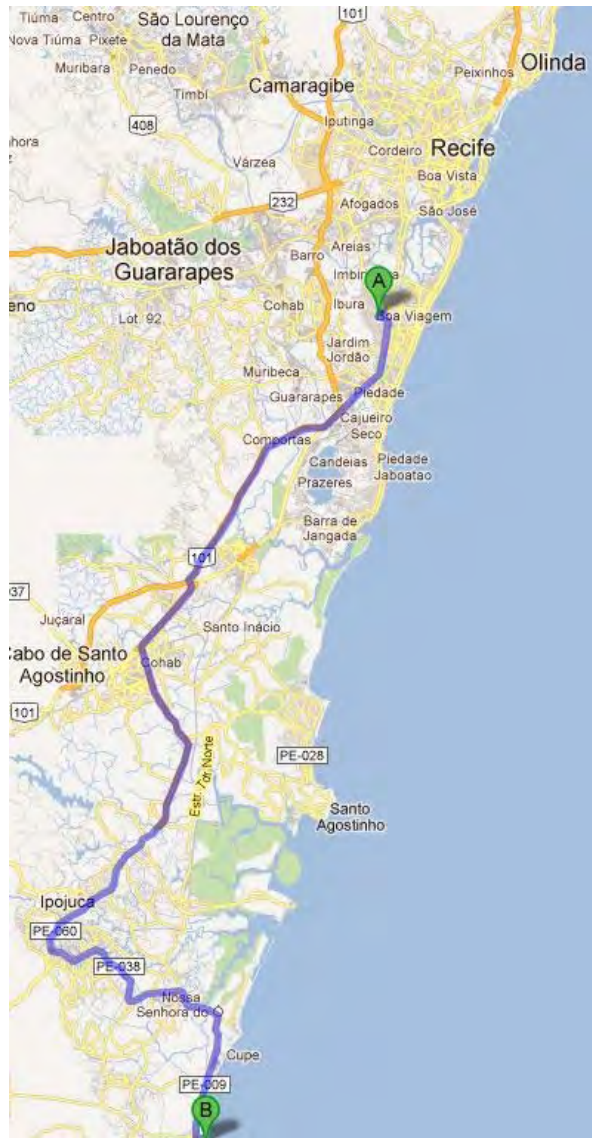 Tiúma
Centro
São Lourenço
da Mata
101
Nova Tiúma
Pixete
Muribara
Penedo
Timbi
Camaragibe
Peixinhos
Olinda
408
Iputinga
Várzea
Cordeiro
Recife
Boa Vista
232
Afogados
São José
Jaboatão dos
Guararapes
Areias
Barro
A
Cohab
Ibura
Boa Viagem
Lot. 92
Jardim
Jordão
Muribeca
Guararapes
Piedade
Cajueiro
Seco
Comportas
Candeias
Prazeres
Piedade
Jaboatao
Barra de
Jangada
101
Juçaral
Santo Inácio
Cabo de Santo
Agostinho
Cohab
101
PE-028
Norte
Santo
Agostinho
Ipojuca
PE-060
PE-038
Nossa
Senhora do
Cupe
PE-009
B